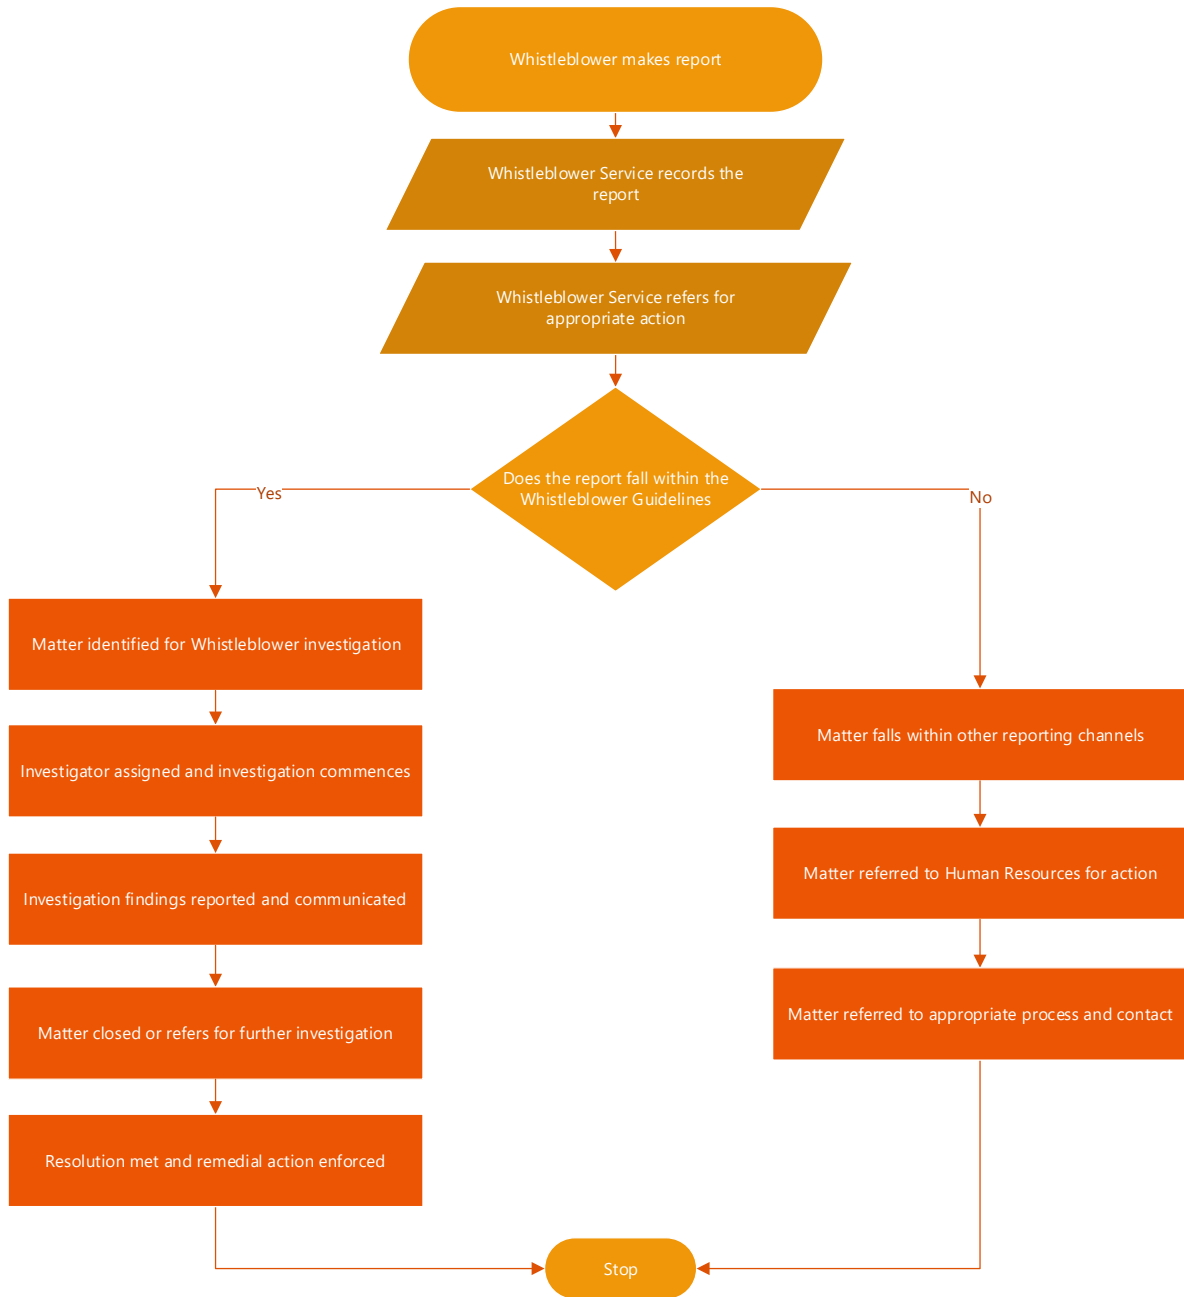 Whistleblower makes report
Whistleblower Service records the
report
Whistleblower Service refers for
appropriate action
Does the report fall within the
Whistleblower Guidelines
Yes
No
Matter identified for Whistleblower investigation
Investigator assigned and investigation commences
Investigation findings reported and communicated
Matter closed or refers for further investigation
Resolution met and remedial action enforced
Matter falls within other reporting channels
Matter referred to Human Resources for action
Matter referred to appropriate process and contact
Stop